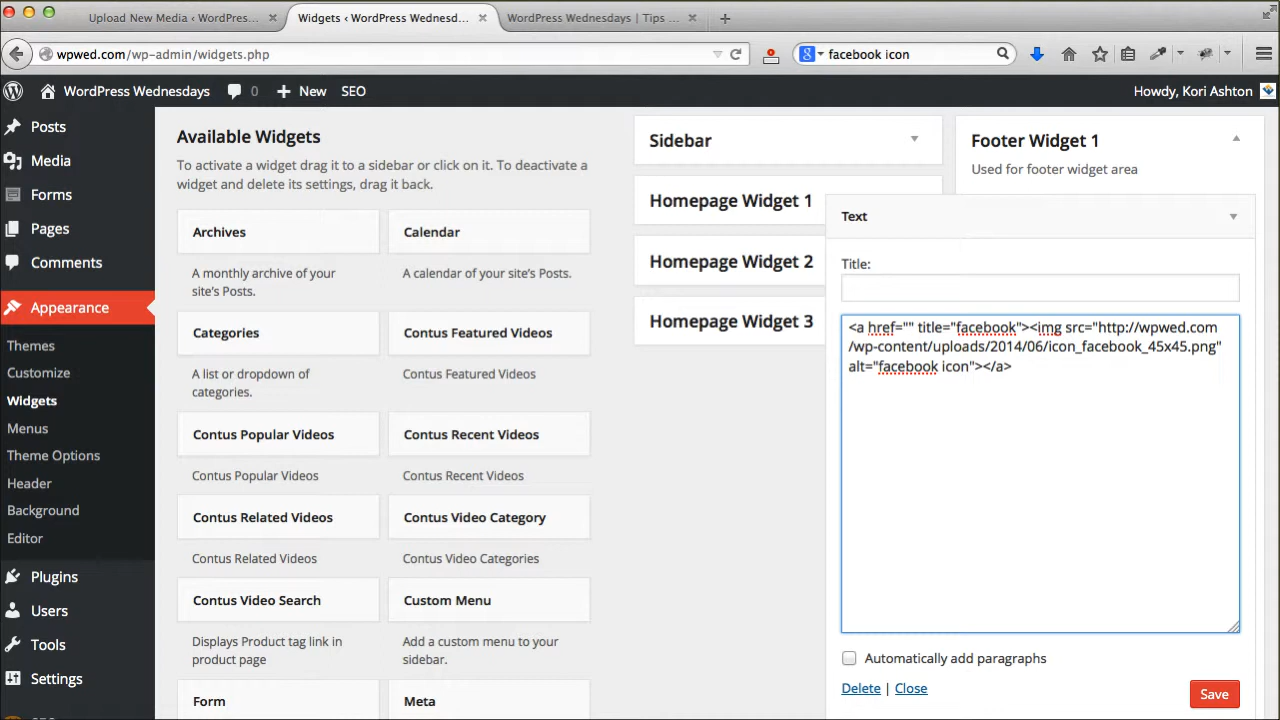 Upload New Media ‹ WordPress...
Widgets ‹ WordPress Wednesd...
WordPress Wednesdays | Tips ...
wpwed.com/wp-admin/widgets.php
facebook icon
WordPress Wednesdays
0
New
SEO
Howdy, Kori Ashton
Posts
Media
Forms
Pages
Comments
Appearance
Themes
Customize
Widgets
Menus
Theme Options
Header
Background
Editor
Plugins
Users
Tools
Settings
Available Widgets
To activate a widget drag it to a sidebar or click on it. To deactivate a
widget and delete its settings, drag it back.
Archives
Calendar
A monthly archive of your
site's Posts.
A calendar of your site's Posts.
Categories
Contus Featured Videos
A list or dropdown of
categories.
Contus Featured Videos
Contus Popular Videos
Contus Recent Videos
Contus Popular Videos
Contus Recent Videos
Contus Related Videos
Contus Video Category
Contus Related Videos
Contus Video Categories
Contus Video Search
Custom Menu
Displays Product tag link in
product page
Add a custom menu to your
sidebar.
Form
Meta
Sidebar
Homepage Widget 1
Homepage Widget 2
Homepage Widget 3
Footer Widget 1
Used for footer widget area
Text
Title:
<a href="" title="facebook"><img src="http://wpwed.com
/wp-content/uploads/2014/06/icon_facebook_45x45.png"
alt="facebook icon"></a>
Automatically add paragraphs
Delete | Close
Save